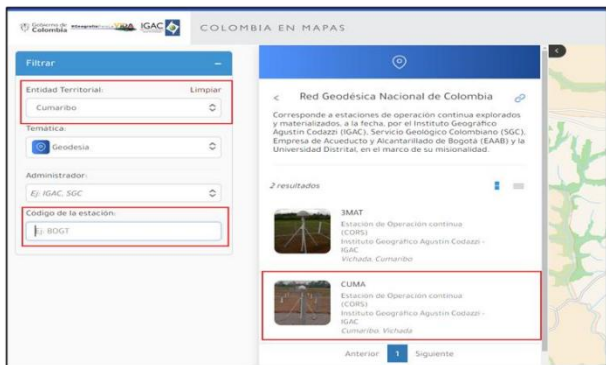 Gobierno de
Colombia
IGAC
COLOMBIA EN MAPAS
Filtrar
−
Entidad Territorial:
Limpiar
Cumaribo
Temática:
Geodesia
Administrador:
Ej: IGAC, SGC
Código de la estación:
Ej: BOGT
< Red Geodésica Nacional de Colombia
Corresponde a estaciones de operación continua explorados
y materializados, a la fecha, por el Instituto Geográfico
Agustin Codazzi (IGAC), Servicio Geológico Colombiano (SGC),
Empresa de Acueducto y Alcantarillado de Bogotá (EAAB) y la
Universidad Distrital, en el marco de su misionalidad.
2 resultados
3MAT
Estación de Operación continua
(CORS)
Instituto Geográfico Agustin Codazzi -
IGAC
Vichada, Cumaribo
CUMA
Estación de Operación continua
(CORS)
Instituto Geográfico Agustin Codazzi -
IGAC
Cumaribo, Vichada
Anterior 1 Siguiente